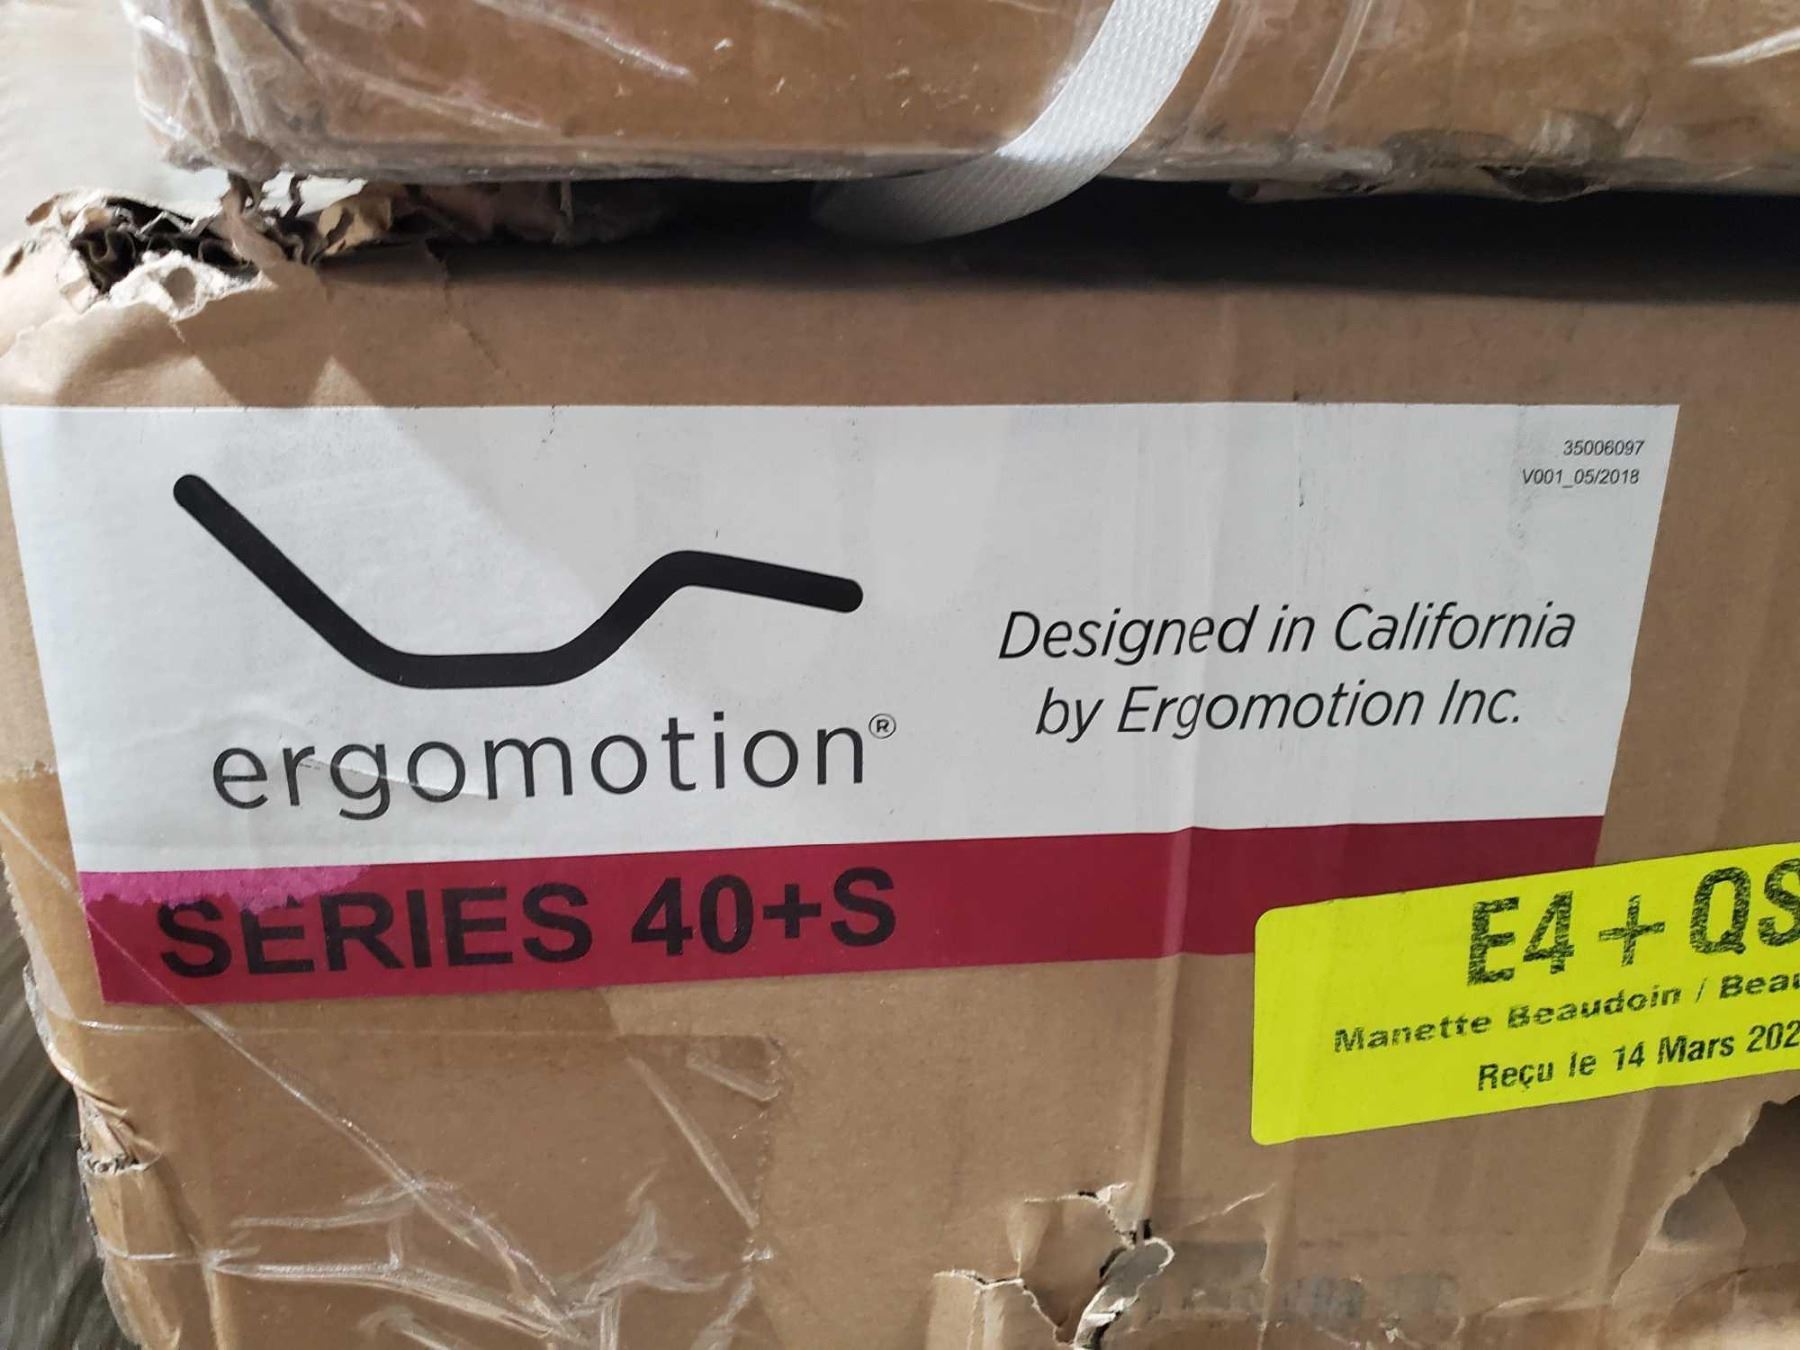 35006097
V001_05/2018
Designed in California
by Ergomotion Inc.
ergomotion®
SERIES 40+S
E4 + QS
Manette Beaudoin / Beau
Reçu le 14 Mars 202